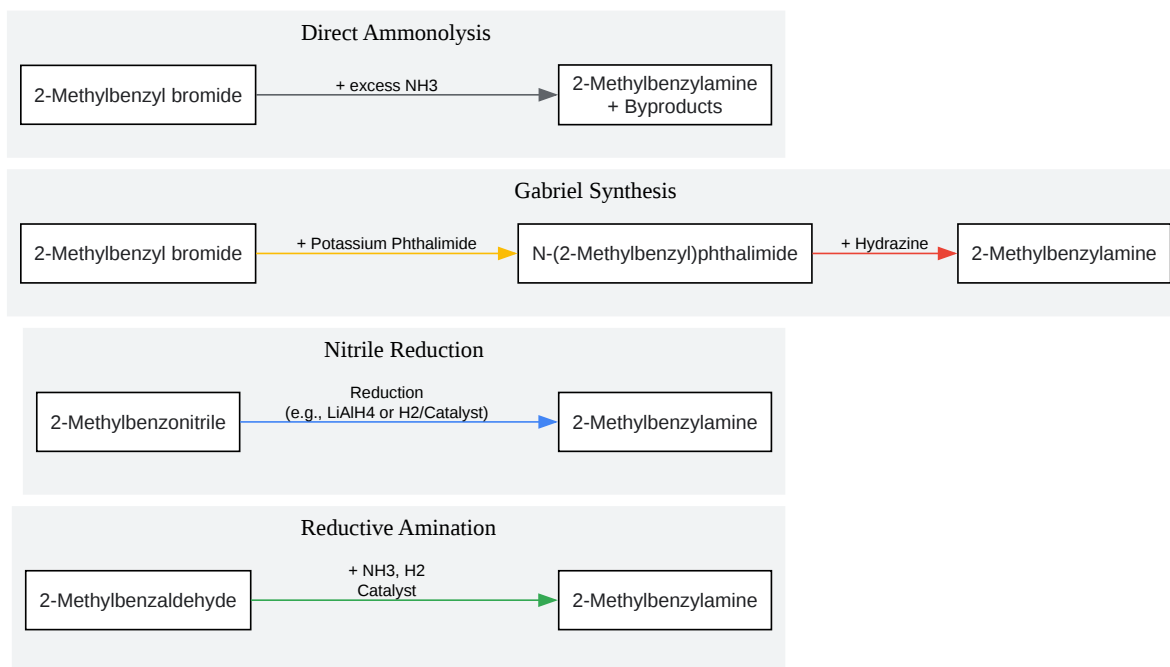 Direct Ammonolysis
2-Methylbenzyl bromide
+ excess NH3
2-Methylbenzylamine
+ Byproducts
Gabriel Synthesis
2-Methylbenzyl bromide
+ Potassium Phthalimide
N-(2-Methylbenzyl)phthalimide
+ Hydrazine
2-Methylbenzylamine
Nitrile Reduction
2-Methylbenzonitrile
Reduction
(e.g., LiAlH4 or H2/Catalyst)
2-Methylbenzylamine
Reductive Amination
2-Methylbenzaldehyde
+ NH3, H2
Catalyst
2-Methylbenzylamine